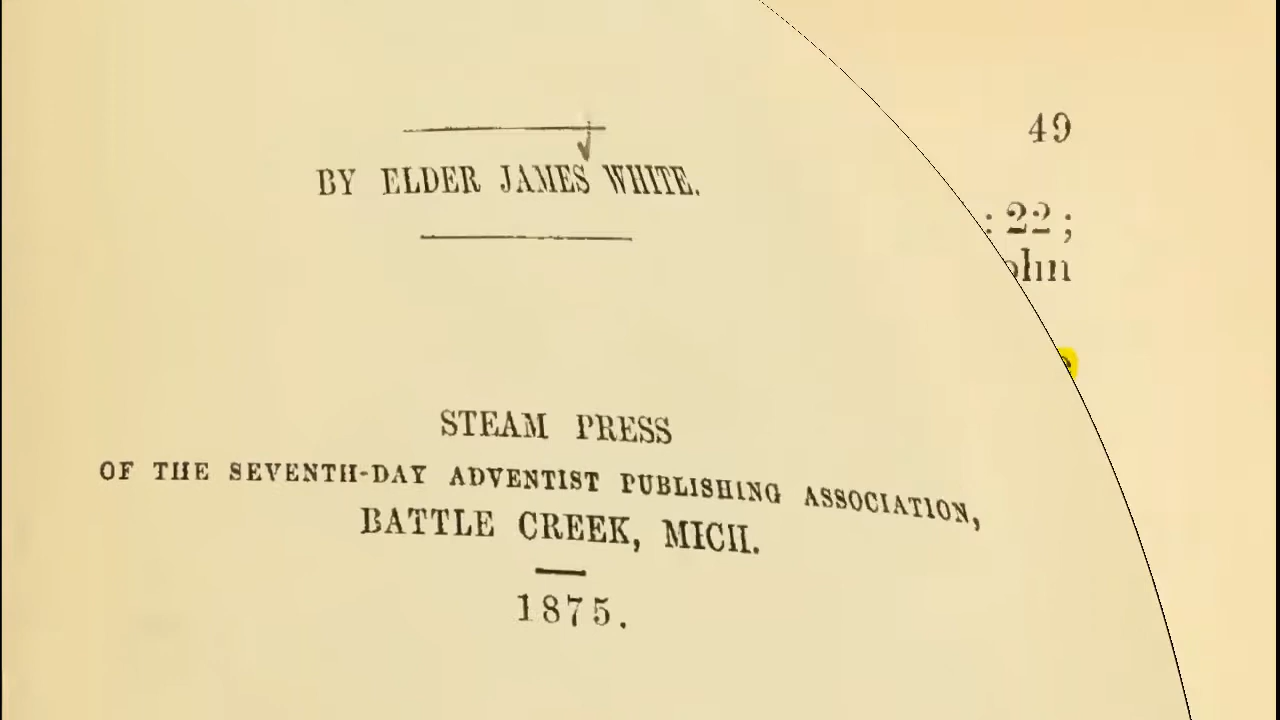 BY ELDER JAMES WHITE.
STEAM PRESS
OF THE SEVENTH-DAY ADVENTIST PUBLISHING ASSOCIATION,
BATTLE CREEK, MICH.
1875.
49
: 22 ;